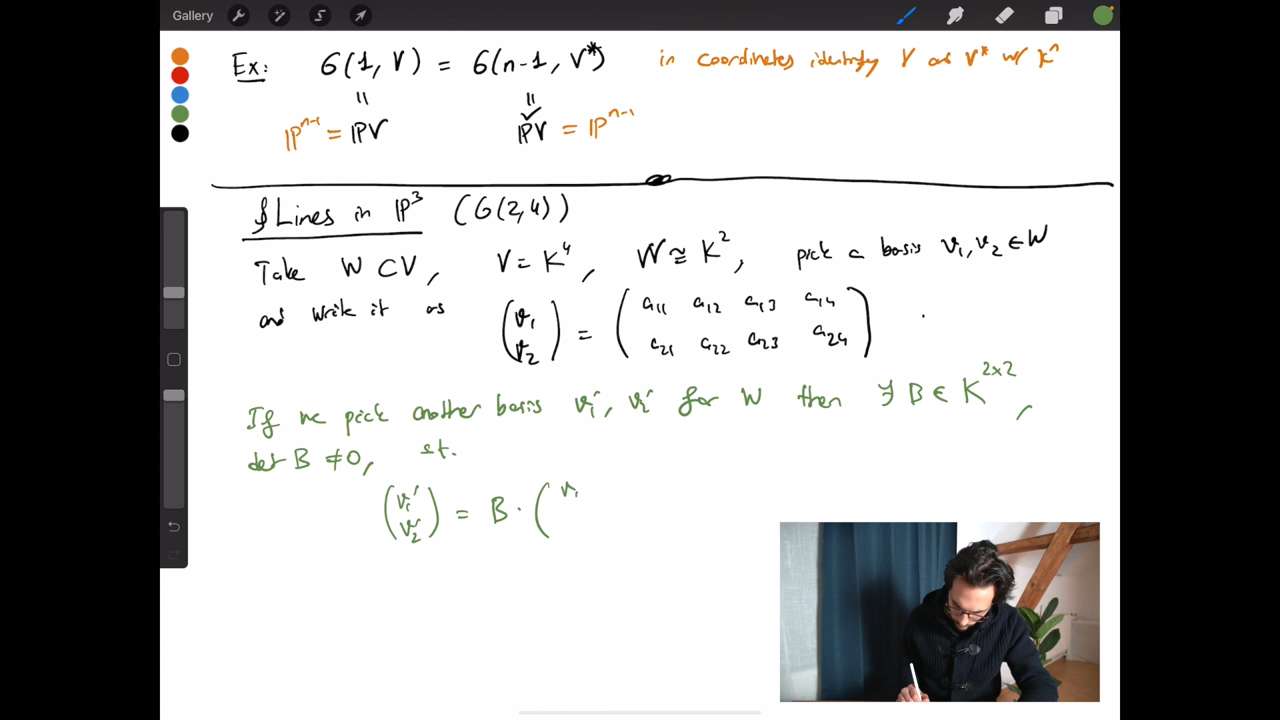 Gallery
Ex: G(1, V) = G(n-1, V*) in coordinates identify V and V* w/ K^n
|| ||
P^{n-1} = PV P̌V = P^{n-1}
§ Lines in P^3 (G(2,4))
Take W ⊂ V, V = K^4, W ≅ K^2, pick a basis v_1, v_2 ∈ W
and write it as (v_1 v_2) = (a_11 a_12 a_13 a_14
a_21 a_22 a_23 a_24)
If we pick another basis v_1', v_2' for W then ∃ B ∈ K^{2×2},
det B ≠ 0, st.
(v_1' v_2') = B · ( v_1